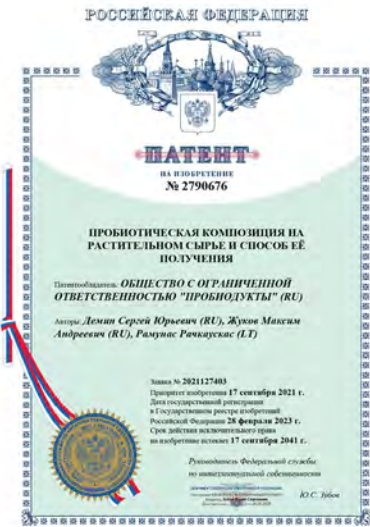 РОССИЙСКАЯ ФЕДЕРАЦИЯ
ПАТЕНТ
НА ИЗОБРЕТЕНИЕ
№ 2790676
ПРОБИОТИЧЕСКАЯ КОМПОЗИЦИЯ НА
РАСТИТЕЛЬНОМ СЫРЬЕ И СПОСОБ ЕЁ
ПОЛУЧЕНИЯ
Патентообладатель: ОБЩЕСТВО С ОГРАНИЧЕННОЙ
ОТВЕТСТВЕННОСТЬЮ "ПРОБИОДУКТЫ" (RU)
Авторы: Демин Сергей Юрьевич (RU), Жуков Максим
Андреевич (RU), Рамунас Рачкаускас (LT)
Заявка № 2021127403
Приоритет изобретения 17 сентября 2021 г.
Дата государственной регистрации
в Государственном реестре изобретений
Российской Федерации 28 февраля 2023 г.
Срок действия исключительного права
на изобретение истекает 17 сентября 2041 г.
Руководитель Федеральной службы
по интеллектуальной собственности
Ю.С. Зубов